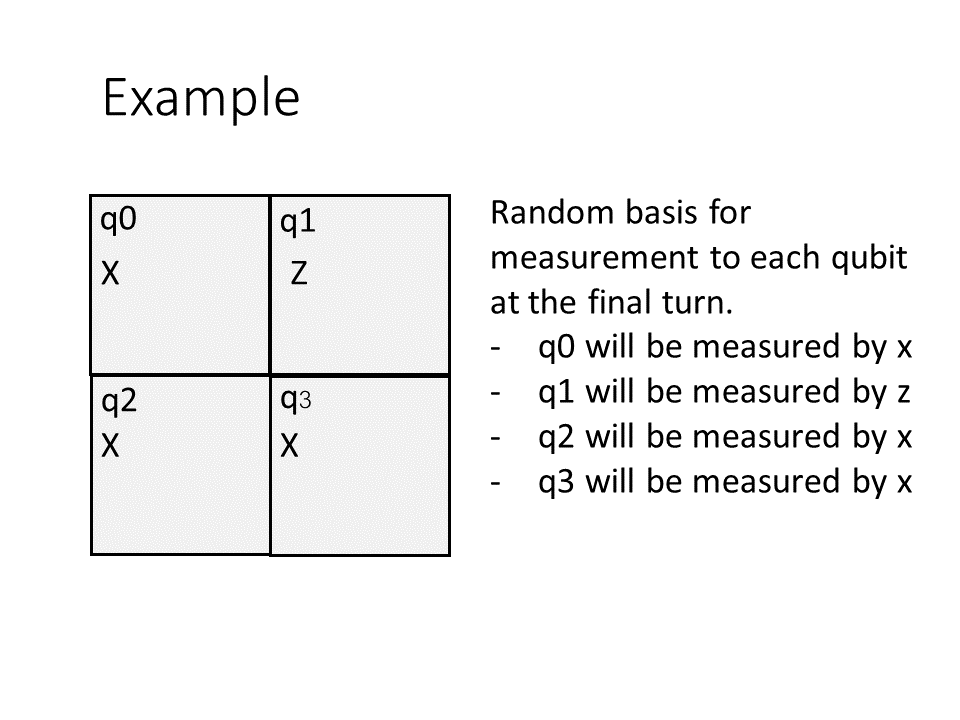 Example
q0
X
q1
Z
q2
X
q3
X
Random basis for
measurement to each qubit
at the final turn.
- q0 will be measured by x
- q1 will be measured by z
- q2 will be measured by x
- q3 will be measured by x